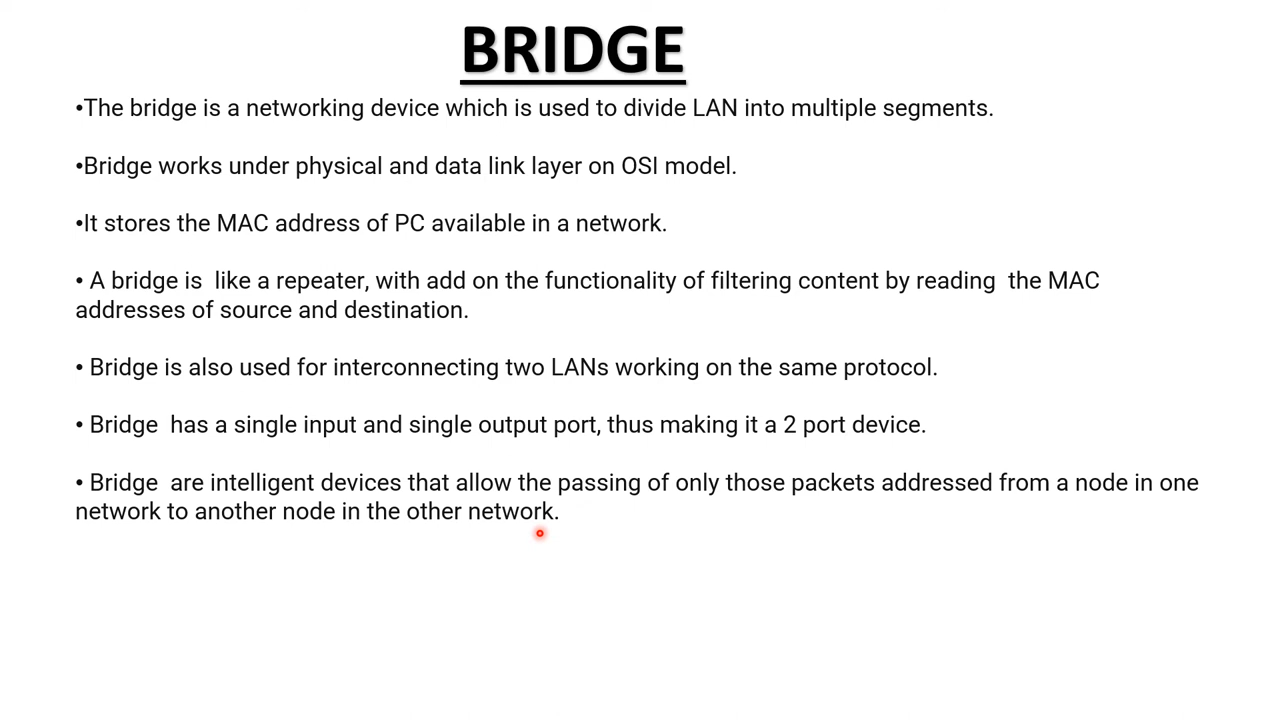 BRIDGE
•The bridge is a networking device which is used to divide LAN into multiple segments.
•Bridge works under physical and data link layer on OSI model.
•It stores the MAC address of PC available in a network.
• A bridge is  like a repeater, with add on the functionality of filtering content by reading  the MAC
addresses of source and destination.
• Bridge is also used for interconnecting two LANs working on the same protocol.
• Bridge  has a single input and single output port, thus making it a 2 port device.
• Bridge  are intelligent devices that allow the passing of only those packets addressed from a node in one
network to another node in the other network.